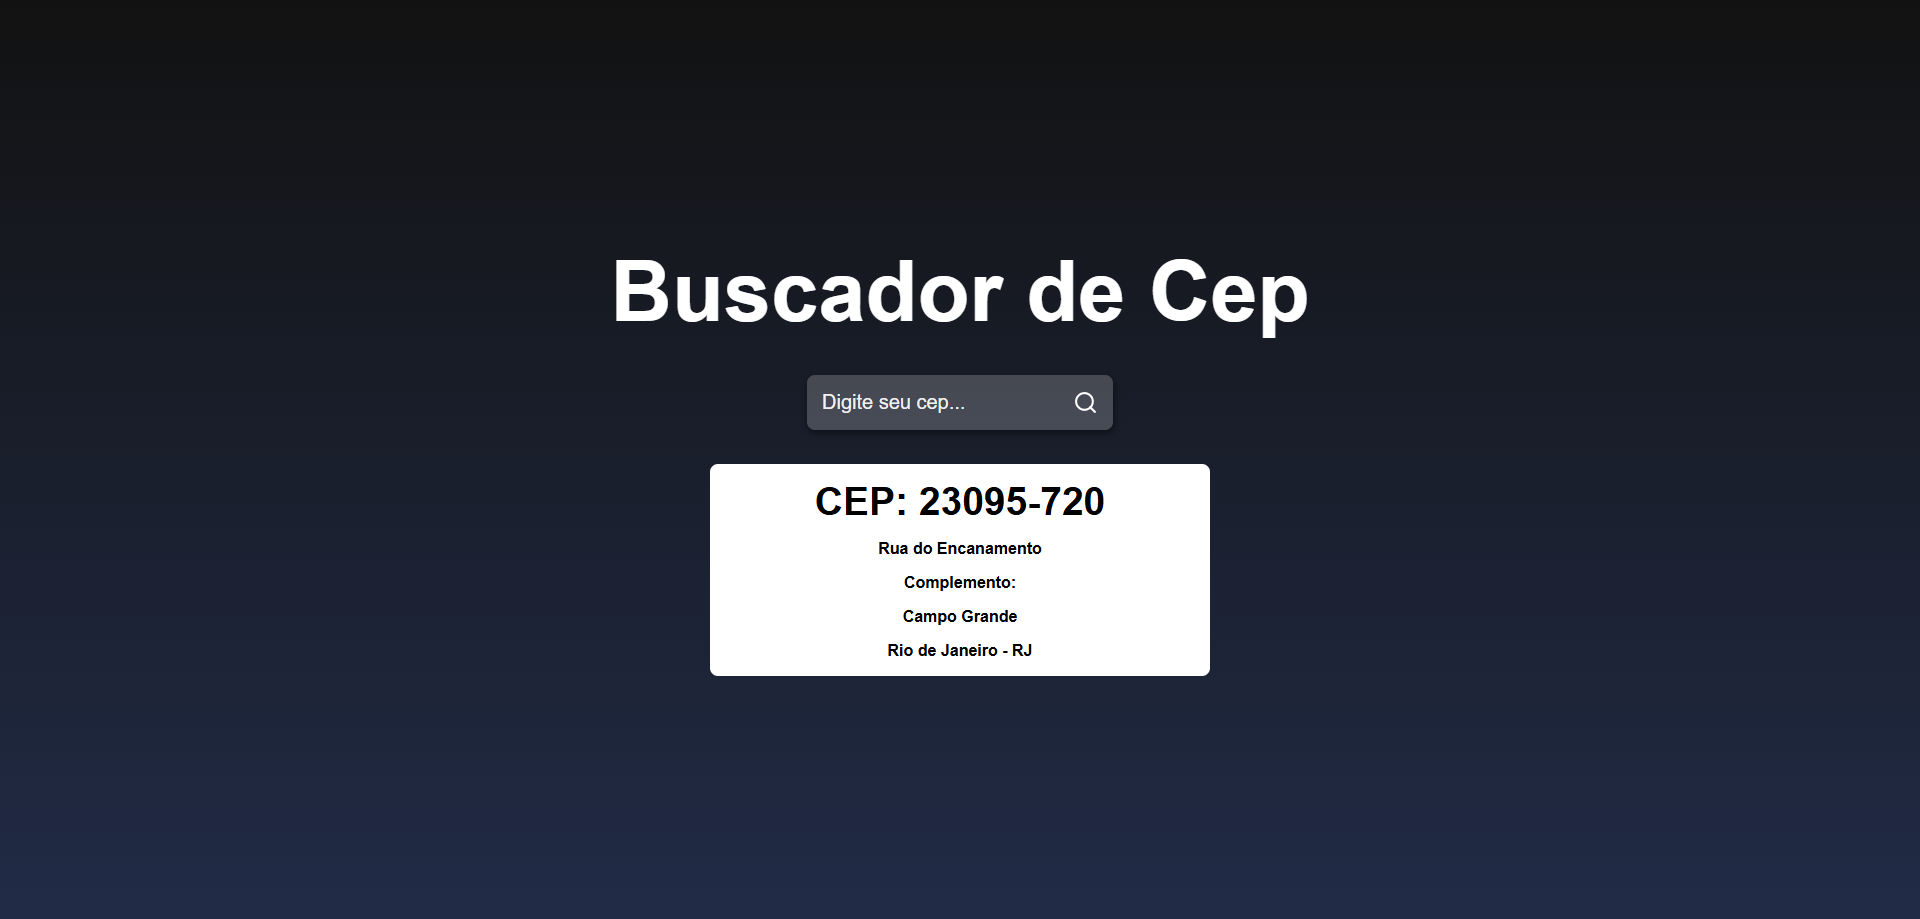 Buscador de Cep
Digite seu cep...
CEP: 23095-720
Rua do Encanamento
Complemento:
Campo Grande
Rio de Janeiro - RJ